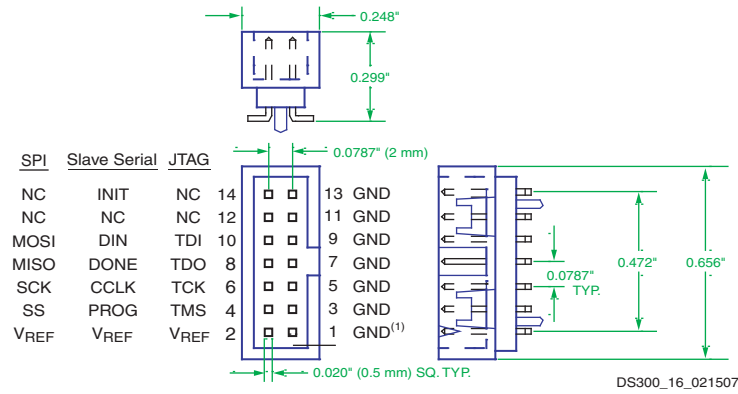 0.248"
0.299"
0.0787" (2 mm)
SPI Slave Serial JTAG
NC INIT NC 14 13 GND
NC NC NC 12 11 GND
MOSI DIN TDI 10 9 GND
MISO DONE TDO 8 7 GND
SCK CCLK TCK 6 5 GND
SS PROG TMS 4 3 GND
VREF VREF VREF 2 1 GND(1)
0.0787"
TYP.
0.472"
0.656"
0.020" (0.5 mm) SQ. TYP.
DS300_16_021507